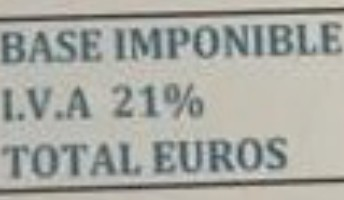 BASE IMPONIBLE
I.V.A 21%
TOTAL EUROS